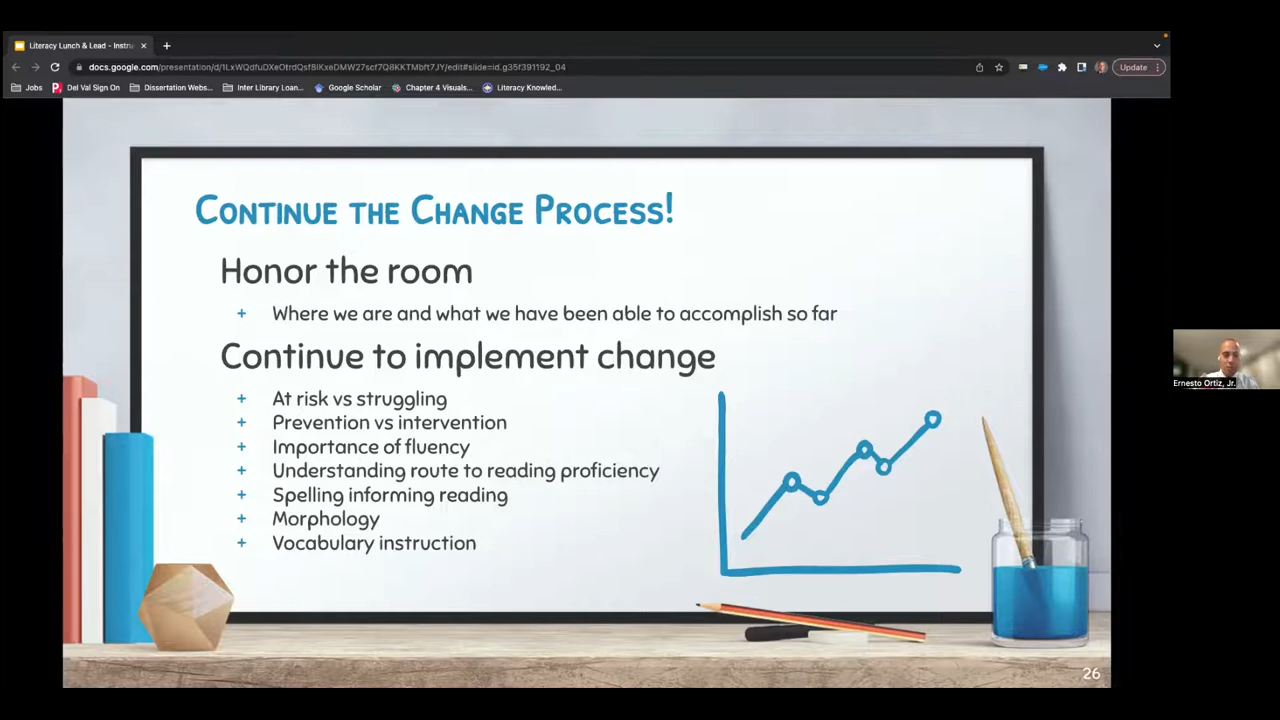 Literacy Lunch & Lead - Instru
docs.google.com/presentation/d/1LxWQdfuDXeOtrdQsf8IKxeDMW27scf7Q8KKTMbft7JY/edit#slide=id.g35f391192_04
Update
Jobs
Del Val Sign On
Dissertation Webs...
Inter Library Loan...
Google Scholar
Chapter 4 Visuals...
Literacy Knowled...
Continue the Change Process!
Honor the room
+ Where we are and what we have been able to accomplish so far
Continue to implement change
+ At risk vs struggling
+ Prevention vs intervention
+ Importance of fluency
+ Understanding route to reading proficiency
+ Spelling informing reading
+ Morphology
+ Vocabulary instruction
Ernesto Ortiz, Jr.
26